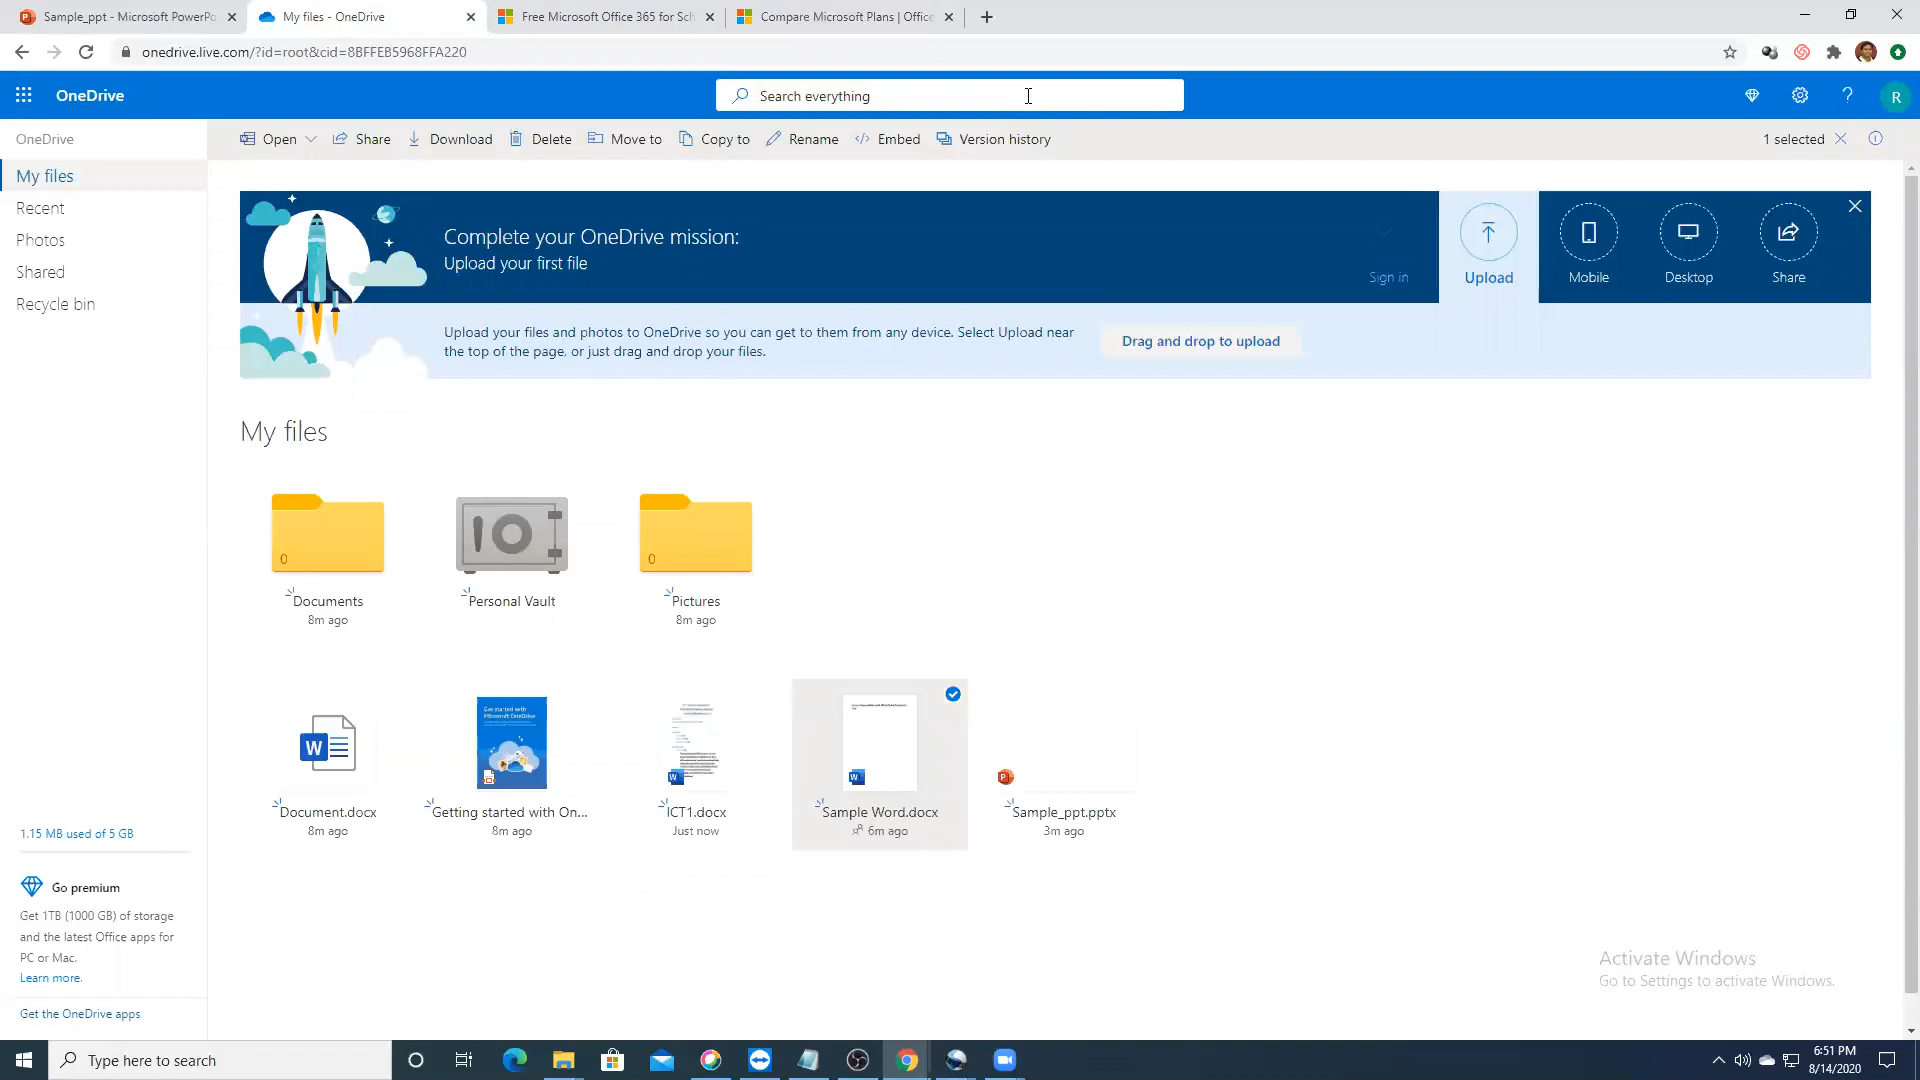 Sample_ppt - Microsoft PowerPo
My files - OneDrive
Free Microsoft Office 365 for Sch
Compare Microsoft Plans | Office
onedrive.live.com/?id=root&cid=8BFFEB5968FFA220
OneDrive
Search everything
R
OneDrive
Open
Share
Download
Delete
Move to
Copy to
Rename
Embed
Version history
1 selected
My files
Recent
Photos
Shared
Recycle bin
Complete your OneDrive mission:
Upload your first file
Sign in
Upload
Mobile
Desktop
Share
Upload your files and photos to OneDrive so you can get to them from any device. Select Upload near
the top of the page, or just drag and drop your files.
Drag and drop to upload
My files
0
0
Documents
8m ago
Personal Vault
Pictures
8m ago
Get started with
Microsoft OneDrive
W
W
W
P
Document.docx
8m ago
Getting started with On...
8m ago
ICT1.docx
Just now
Sample Word.docx
6m ago
Sample_ppt.pptx
3m ago
1.15 MB used of 5 GB
Go premium
Get 1TB (1000 GB) of storage
and the latest Office apps for
PC or Mac.
Learn more.
Get the OneDrive apps
Activate Windows
Go to Settings to activate Windows.
Type here to search
6:51 PM
8/14/2020